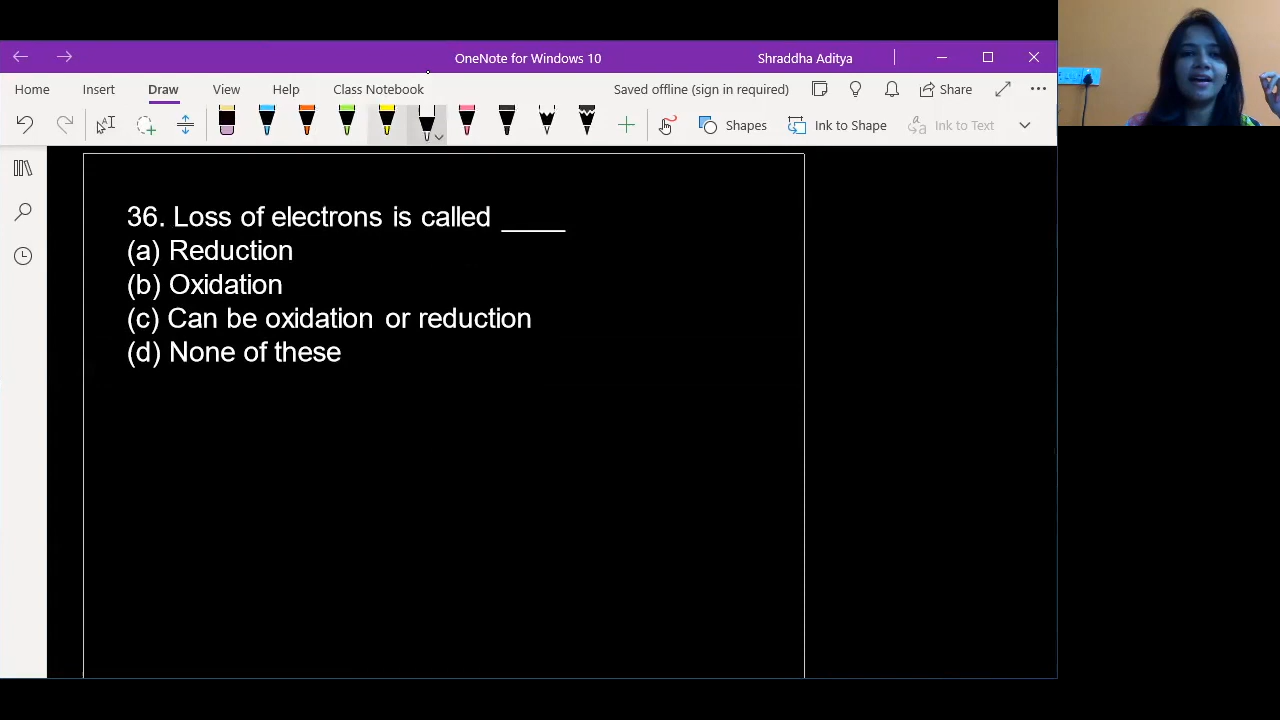 OneNote for Windows 10
Shraddha Aditya
Home Insert Draw View Help Class Notebook
Saved offline (sign in required)
Share
Shapes
Ink to Shape
Ink to Text
36. Loss of electrons is called ____
(a) Reduction
(b) Oxidation
(c) Can be oxidation or reduction
(d) None of these